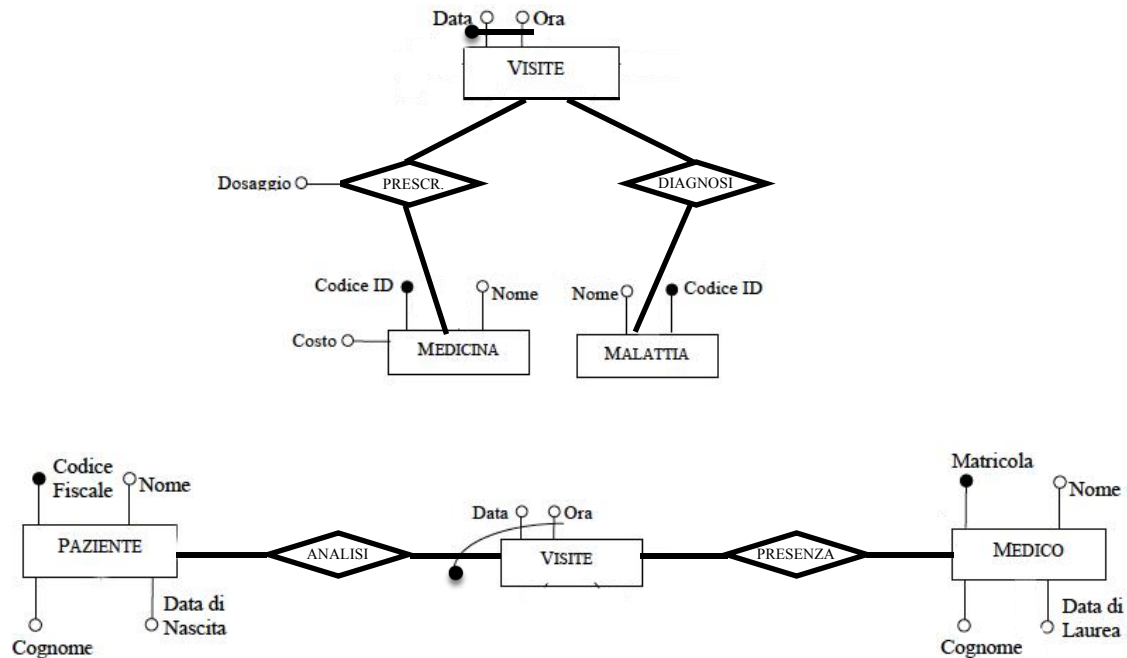 Data Ora
VISITE
Dosaggio PRESCR. DIAGNOSI
Codice ID Nome Nome Codice ID
Costo MEDICINA MALATTIA
Codice
Fiscale Nome
PAZIENTE
Cognome
Data di
Nascita
ANALISI
Data Ora
VISITE
PRESENZA
Matricola Nome
MEDICO
Cognome
Data di
Laurea